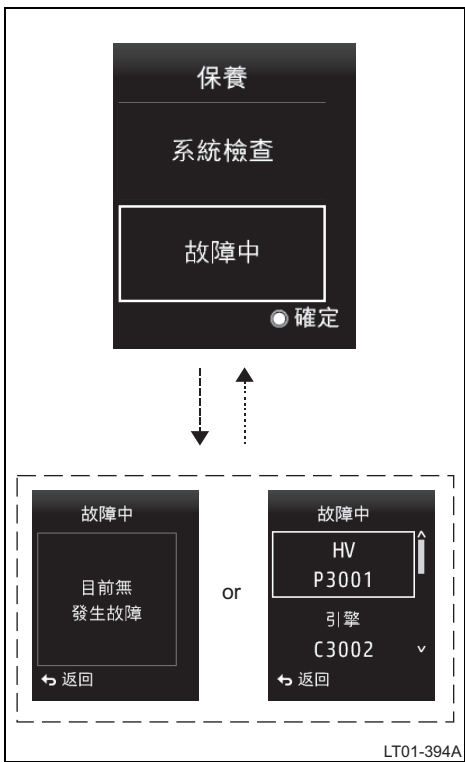 保養
系統檢查
故障中
確定
故障中
目前無
發生故障
返回
or
故障中
HV
P3001
引擎
C3002
返回
LT01-394A